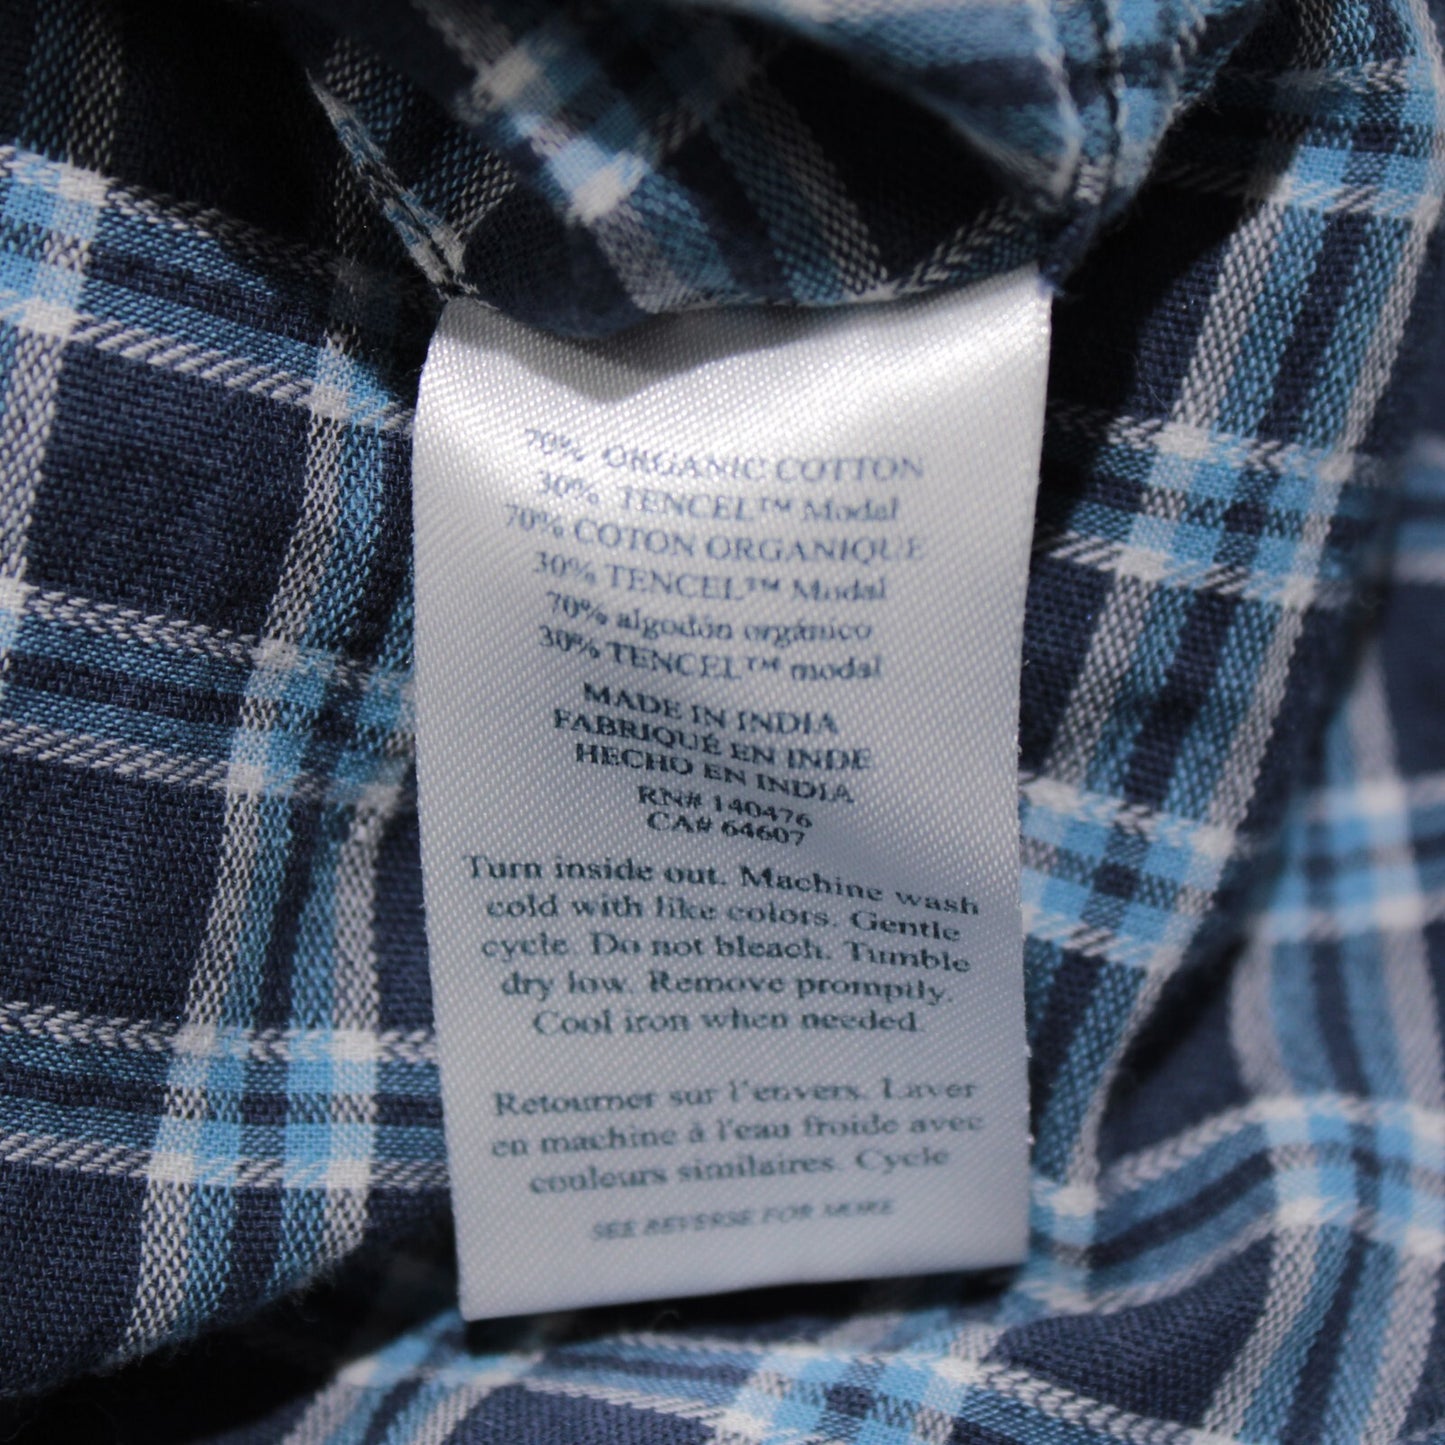 70% ORGANIC COTTON
30% TENCEL™ Modal
70% COTON ORGANIQUE
30% TENCEL™ Modal
70% algodón orgánico
30% TENCEL™ modal
MADE IN INDIA
FABRIQUÉ EN INDE
HECHO EN INDIA
RN# 140476
CA# 64607
Turn inside out. Machine wash
cold with like colors. Gentle
cycle. Do not bleach. Tumble
dry low. Remove promptly.
Cool iron when needed.
Retourner sur l'envers. Laver
en machine à l'eau froide avec
couleurs similaires. Cycle
SEE REVERSE FOR MORE